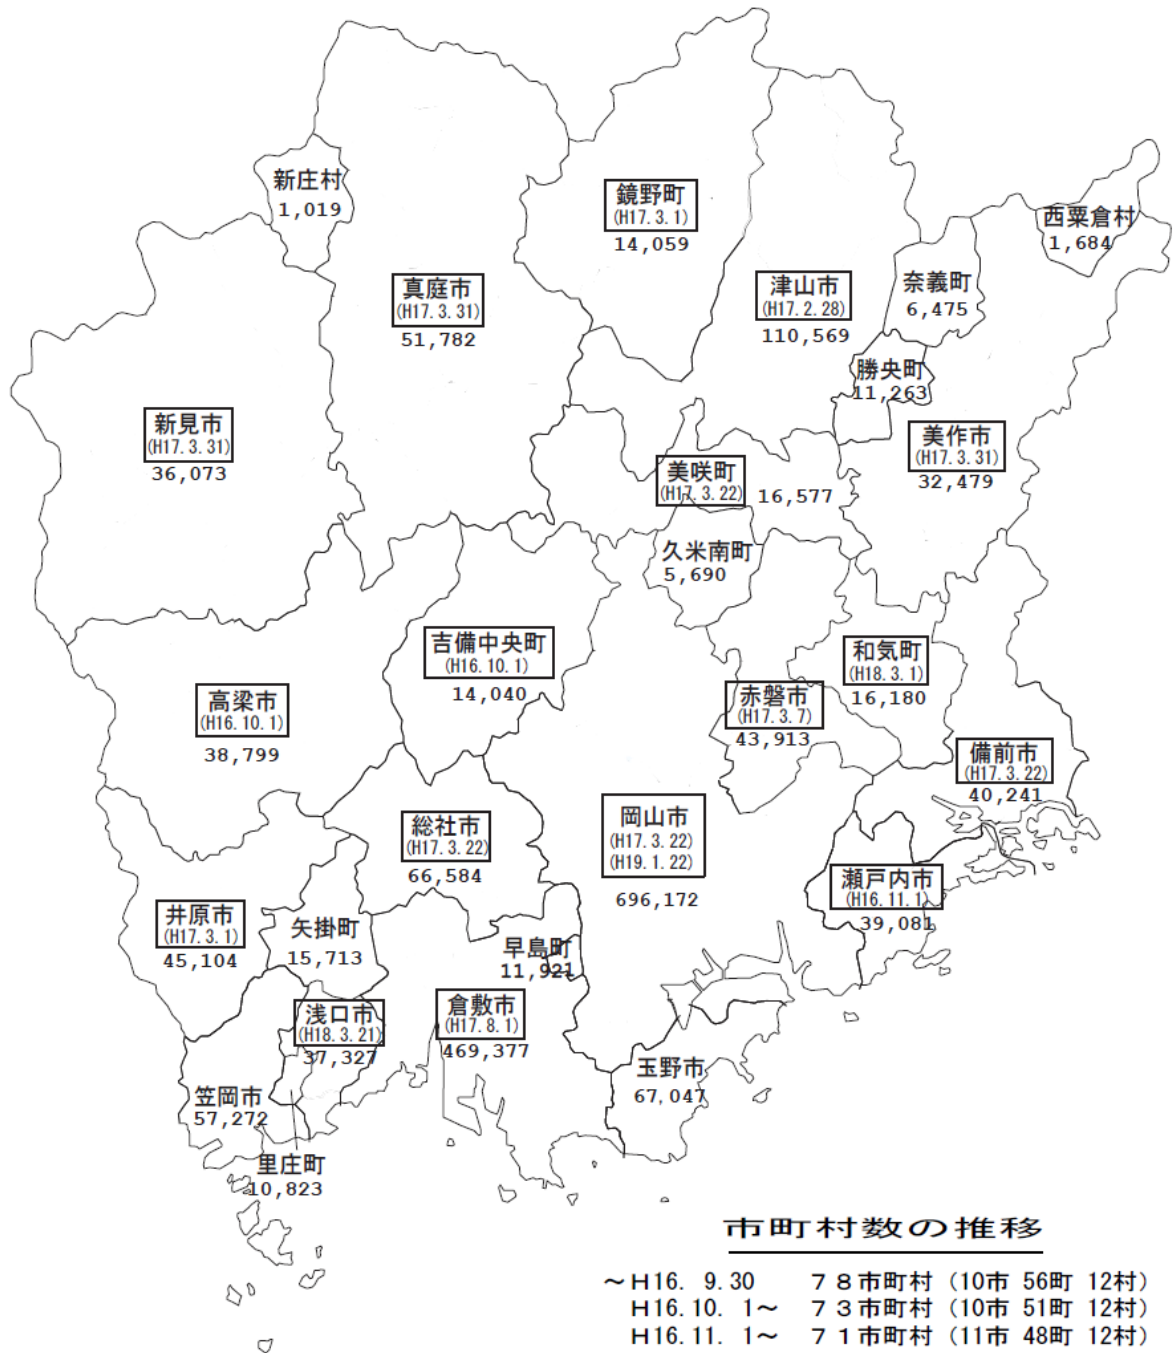 新庄村
1,019
鏡野町
(H17.3.1)
14,059
西粟倉村
1,684
真庭市
(H17.3.31)
51,782
津山市
(H17.2.28)
110,569
奈義町
6,475
勝央町
11,263
新見市
(H17.3.31)
36,073
美作市
(H17.3.31)
32,479
美咲町
(H17.3.22)
16,577
久米南町
5,690
吉備中央町
(H16.10.1)
14,040
和気町
(H18.3.1)
16,180
高梁市
(H16.10.1)
38,799
赤磐市
(H17.3.7)
43,913
備前市
(H17.3.22)
40,241
総社市
(H17.3.22)
66,584
岡山市
(H17.3.22)
(H19.1.22)
696,172
瀬戸内市
(H16.11.1)
39,081
井原市
(H17.3.1)
45,104
矢掛町
15,713
早島町
11,921
浅口市
(H18.3.21)
37,327
倉敷市
(H17.8.1)
469,377
玉野市
67,047
笠岡市
57,272
里庄町
10,823
市町村数の推移
～H16. 9.30 78市町村 (10市 56町 12村)
H16.10. 1～ 73市町村 (10市 51町 12村)
H16.11. 1～ 71市町村 (11市 48町 12村)